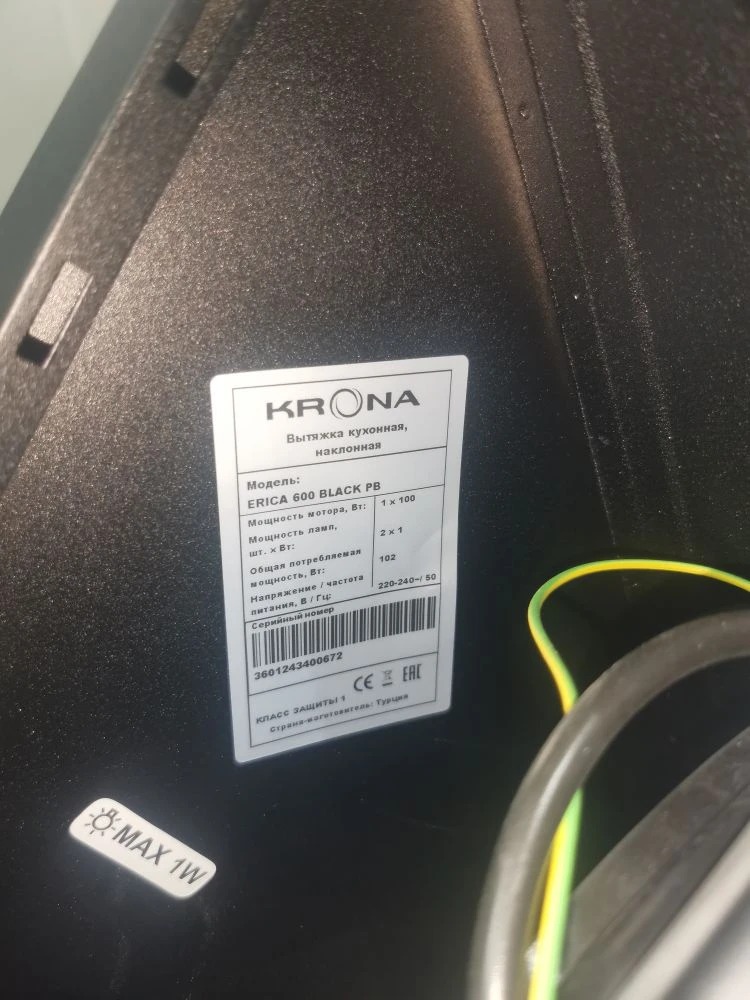 KRONA
Вытяжка кухонная,
наклонная
Модель:
ERICA 600 BLACK PB
Мощность мотора, Вт: 1 x 100
Мощность ламп,
шт. x Вт: 2 x 1
Общая потребляемая
мощность, Вт: 102
Напряжение / частота
питания, В / Гц: 220-240~/ 50
Серийный номер
3601243400672
CE EAC
КЛАСС ЗАЩИТЫ 1
Страна-изготовитель: Турция
MAX 1W